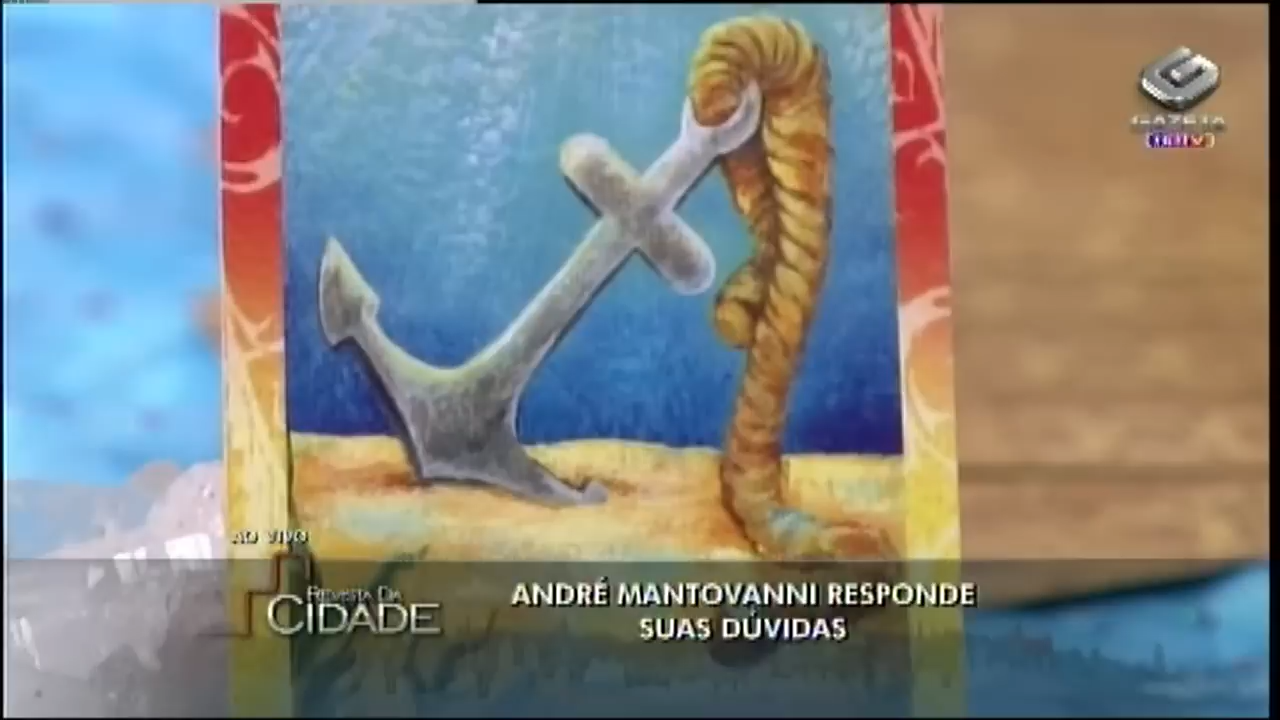 GAZETA
AO VIVO
REVISTA DA
CIDADE
ANDRÉ MANTOVANNI RESPONDE
SUAS DÚVIDAS